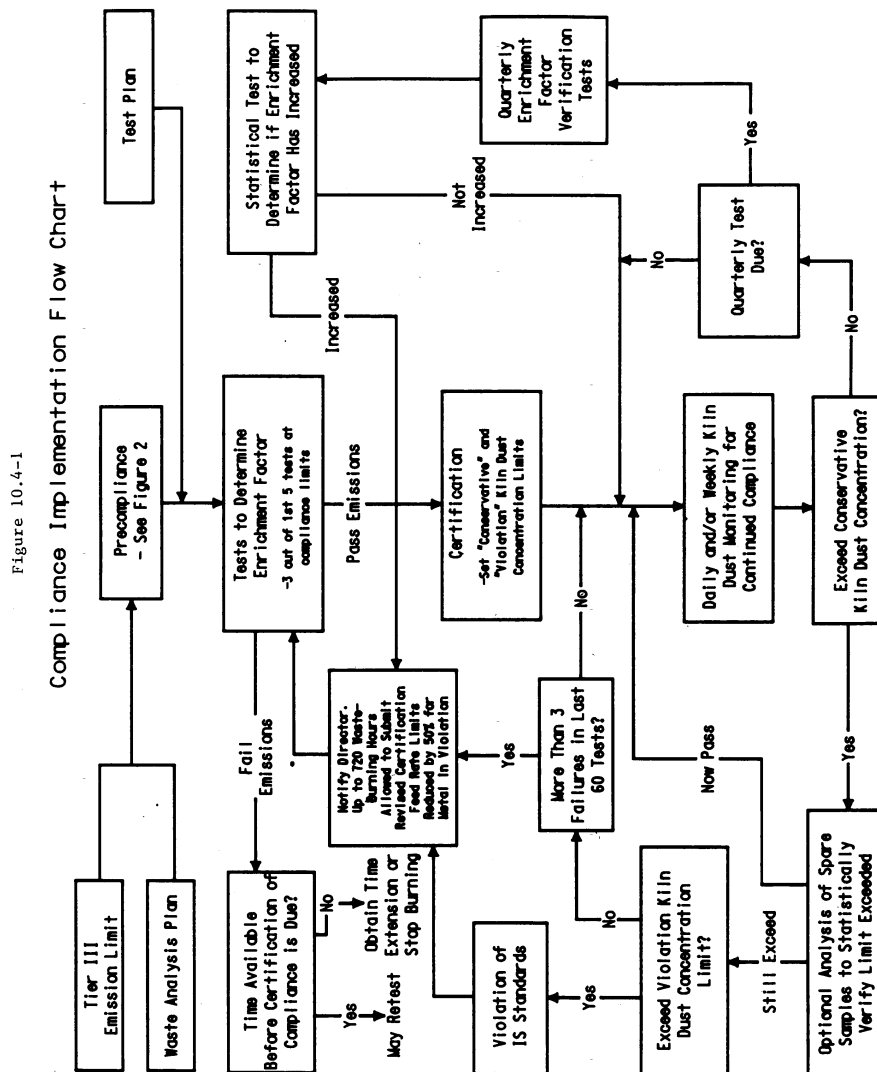 Figure 10.4-1
Compliance Implementation Flow Chart
Tier III
Emission Limit
Waste Analysis Plan
Precompliance
- See Figure 2
Test Plan
Time Available
Before Certification of
Compliance is Due?
Yes
May Retest
No
Obtain Time
Extension or
Stop Burning
Fail
Emissions
Tests to Determine
Enrichment Factor
-3 out of 1st 5 tests at
compliance limits
Pass Emissions
Statistical Test to
Determine if Enrichment
Factor Has Increased
Increased
Not
Increased
Notify Director.
Up to 720 Waste-
Burning Hours
Allowed to Submit
Revised Certification
Feed Rate Limits
Reduced by 50% for
Metal in Violation
Certification
-Set "Conservative" and
"Violation" Kiln Dust
Concentration Limits
Quarterly
Enrichment
Factor
Verification
Tests
Violation of
IS Standards
Yes
More Than 3
Failures in Last
60 Tests?
Yes
No
No
Exceed Violation Kiln
Dust Concentration
Limit?
Still Exceed
Now Pass
Daily and/or Weekly Kiln
Dust Monitoring for
Continued Compliance
Quarterly Test
Due?
Yes
No
No
Optional Analysis of Spare
Samples to Statistically
Verify Limit Exceeded
Yes
Exceed Conservative
Kiln Dust Concentration?